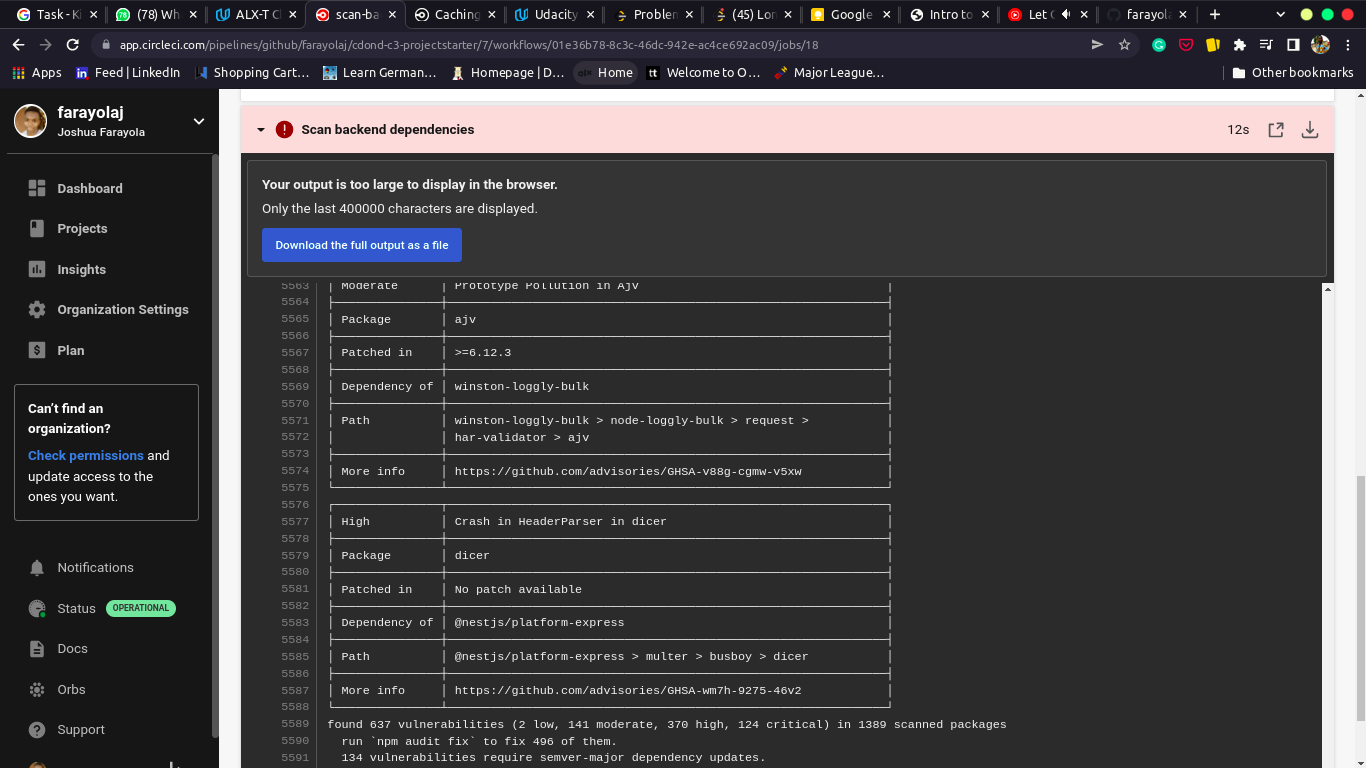 Task - Ki
(78) Wh
ALX-T C
scan-ba
Caching
Udacity
Problen
(45) Lon
Google
Intro to
Let G
farayola
app.circleci.com/pipelines/github/farayolaj/cdond-c3-projectstarter/7/workflows/01e36b78-8c3c-46dc-942e-ac4ce692ac09/jobs/18
Apps
Feed | LinkedIn
Shopping Cart...
Learn German...
Homepage | D...
Home
Welcome to O...
Major League...
Other bookmarks
farayolaj
Joshua Farayola
Dashboard
Projects
Insights
Organization Settings
Plan
Can't find an
organization?
Check permissions and
update access to the
ones you want.
Notifications
Status OPERATIONAL
Docs
Orbs
Support
Scan backend dependencies 12s
Your output is too large to display in the browser.
Only the last 400000 characters are displayed.
Download the full output as a file
5563 Moderate Prototype Pollution in Ajv
5564
5565 Package ajv
5566
5567 Patched in >=6.12.3
5568
5569 Dependency of winston-loggly-bulk
5570
5571 Path winston-loggly-bulk > node-loggly-bulk > request >
5572 har-validator > ajv
5573
5574 More info https://github.com/advisories/GHSA-v88g-cgmw-v5xw
5575
5576
5577 High Crash in HeaderParser in dicer
5578
5579 Package dicer
5580
5581 Patched in No patch available
5582
5583 Dependency of @nestjs/platform-express
5584
5585 Path @nestjs/platform-express > multer > busboy > dicer
5586
5587 More info https://github.com/advisories/GHSA-wm7h-9275-46v2
5588
5589 found 637 vulnerabilities (2 low, 141 moderate, 370 high, 124 critical) in 1389 scanned packages
5590 run `npm audit fix` to fix 496 of them.
5591 134 vulnerabilities require semver-major dependency updates.